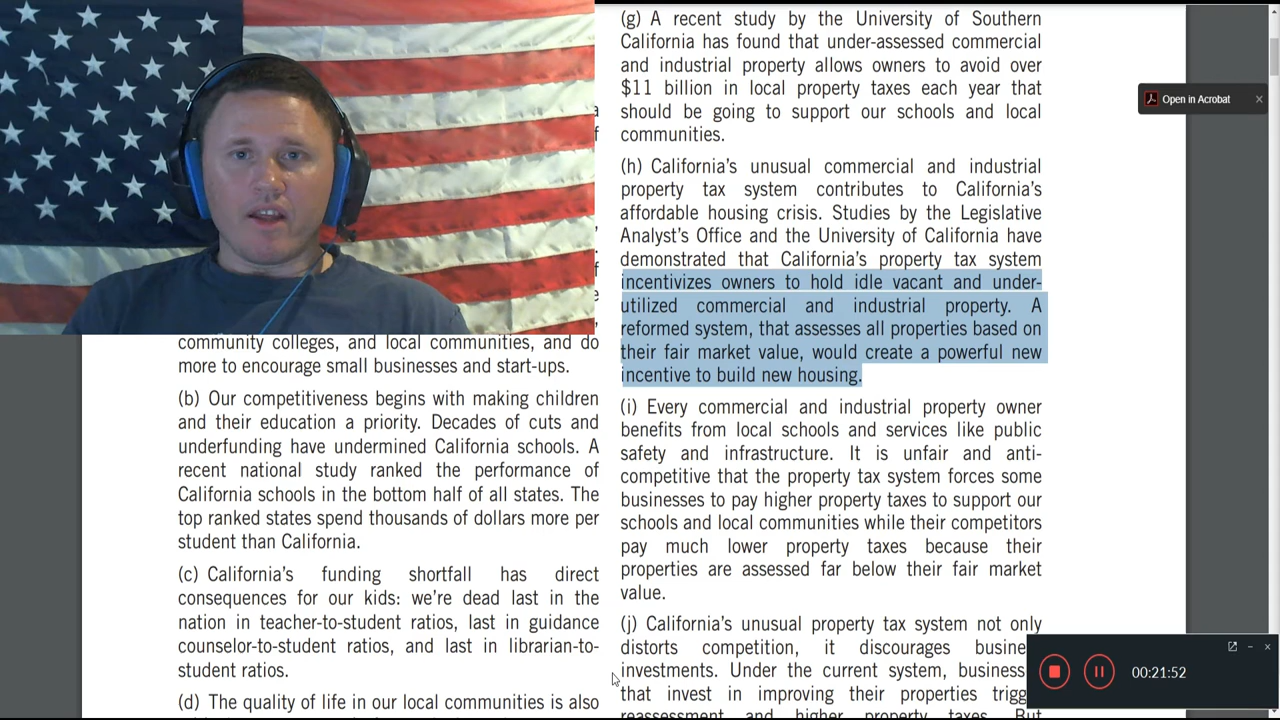 community colleges, and local communities, and do
more to encourage small businesses and start-ups.
(b) Our competitiveness begins with making children
and their education a priority. Decades of cuts and
underfunding have undermined California schools. A
recent national study ranked the performance of
California schools in the bottom half of all states. The
top ranked states spend thousands of dollars more per
student than California.
(c) California's funding shortfall has direct
consequences for our kids: we're dead last in the
nation in teacher-to-student ratios, last in guidance
counselor-to-student ratios, and last in librarian-to-
student ratios.
(d) The quality of life in our local communities is also
(g) A recent study by the University of Southern
California has found that under-assessed commercial
and industrial property allows owners to avoid over
$11 billion in local property taxes each year that
should be going to support our schools and local
communities.
(h) California's unusual commercial and industrial
property tax system contributes to California's
affordable housing crisis. Studies by the Legislative
Analyst's Office and the University of California have
demonstrated that California's property tax system
incentivizes owners to hold idle vacant and under-
utilized commercial and industrial property. A
reformed system, that assesses all properties based on
their fair market value, would create a powerful new
incentive to build new housing.
(i) Every commercial and industrial property owner
benefits from local schools and services like public
safety and infrastructure. It is unfair and anti-
competitive that the property tax system forces some
businesses to pay higher property taxes to support our
schools and local communities while their competitors
pay much lower property taxes because their
properties are assessed far below their fair market
value.
(j) California's unusual property tax system not only
distorts competition, it discourages busine
investments. Under the current system, business
that invest in improving their properties trigg
reassessment and higher property taxes. But
Open in Acrobat
00:21:52